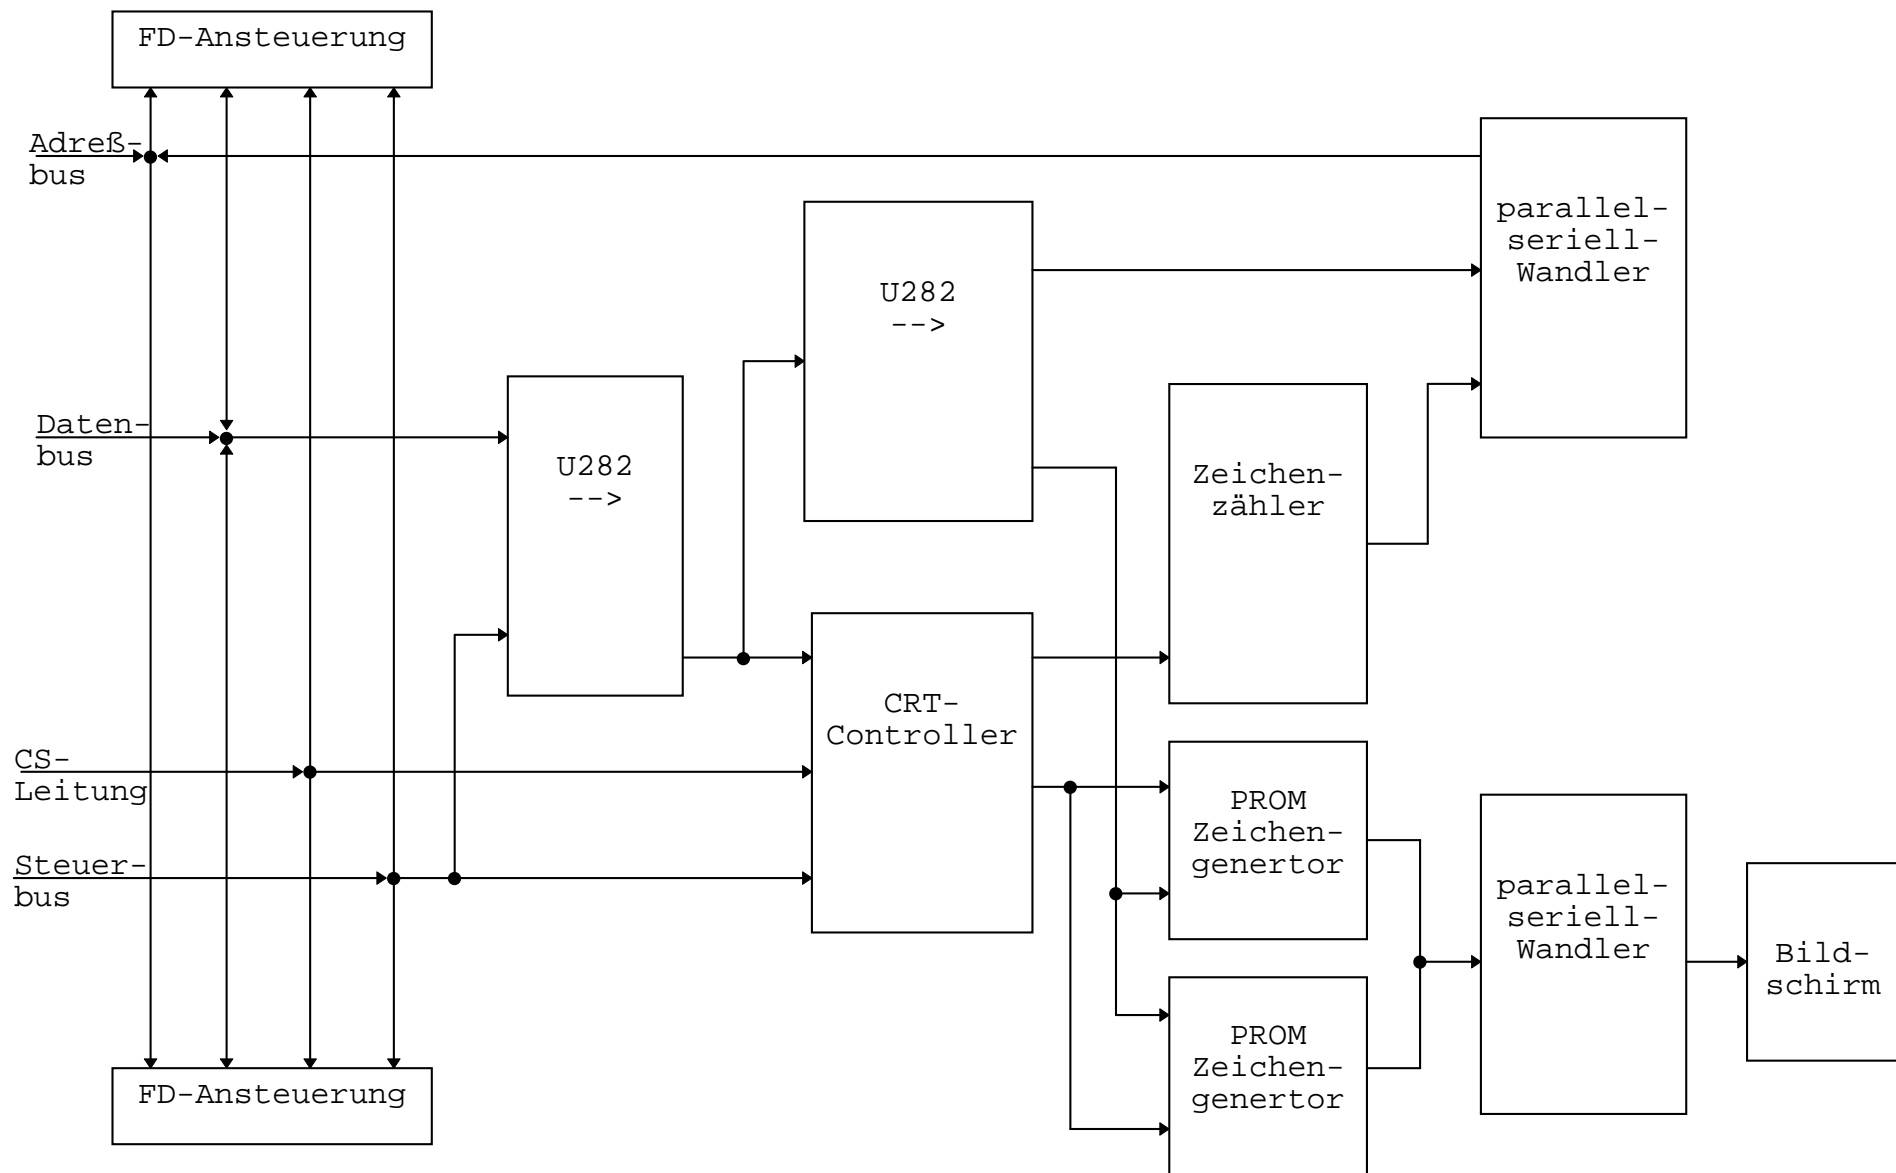 FD-Ansteuerung
Adreß-
bus
parallel-
seriell-
Wandler
U282
-->
Daten-
bus
U282
-->
Zeichen-
zähler
CRT-
Controller
CS-
Leitung
PROM
Zeichen-
genertor
Steuer-
bus
parallel-
seriell-
Wandler
Bild-
schirm
PROM
Zeichen-
genertor
FD-Ansteuerung